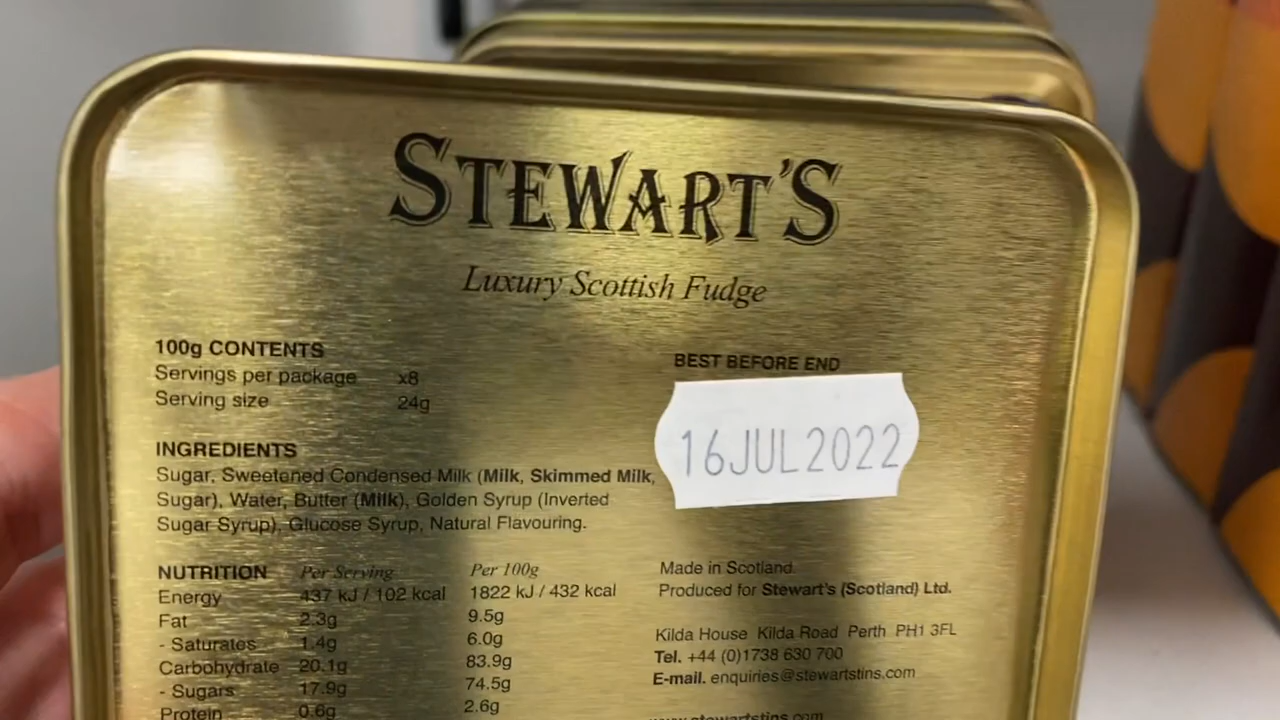 STEWART'S
Luxury Scottish Fudge
100g CONTENTS
Servings per package x8
Serving size 24g
BEST BEFORE END
16JUL2022
INGREDIENTS
Sugar, Sweetened Condensed Milk (Milk, Skimmed Milk,
Sugar), Water, Butter (Milk), Golden Syrup (Inverted
Sugar Syrup), Glucose Syrup, Natural Flavouring.
NUTRITION Per Serving Per 100g
Energy 437 kJ / 102 kcal 1822 kJ / 432 kcal
Fat 2.3g 9.5g
- Saturates 1.4g 6.0g
Carbohydrate 20.1g 83.9g
- Sugars 17.9g 74.5g
Protein 0.6g 2.6g
Made in Scotland.
Produced for Stewart's (Scotland) Ltd.
Kilda House Kilda Road Perth PH1 3FL
Tel. +44 (0)1738 630 700
E-mail. enquiries@stewartstins.com
www.stewartstins.com